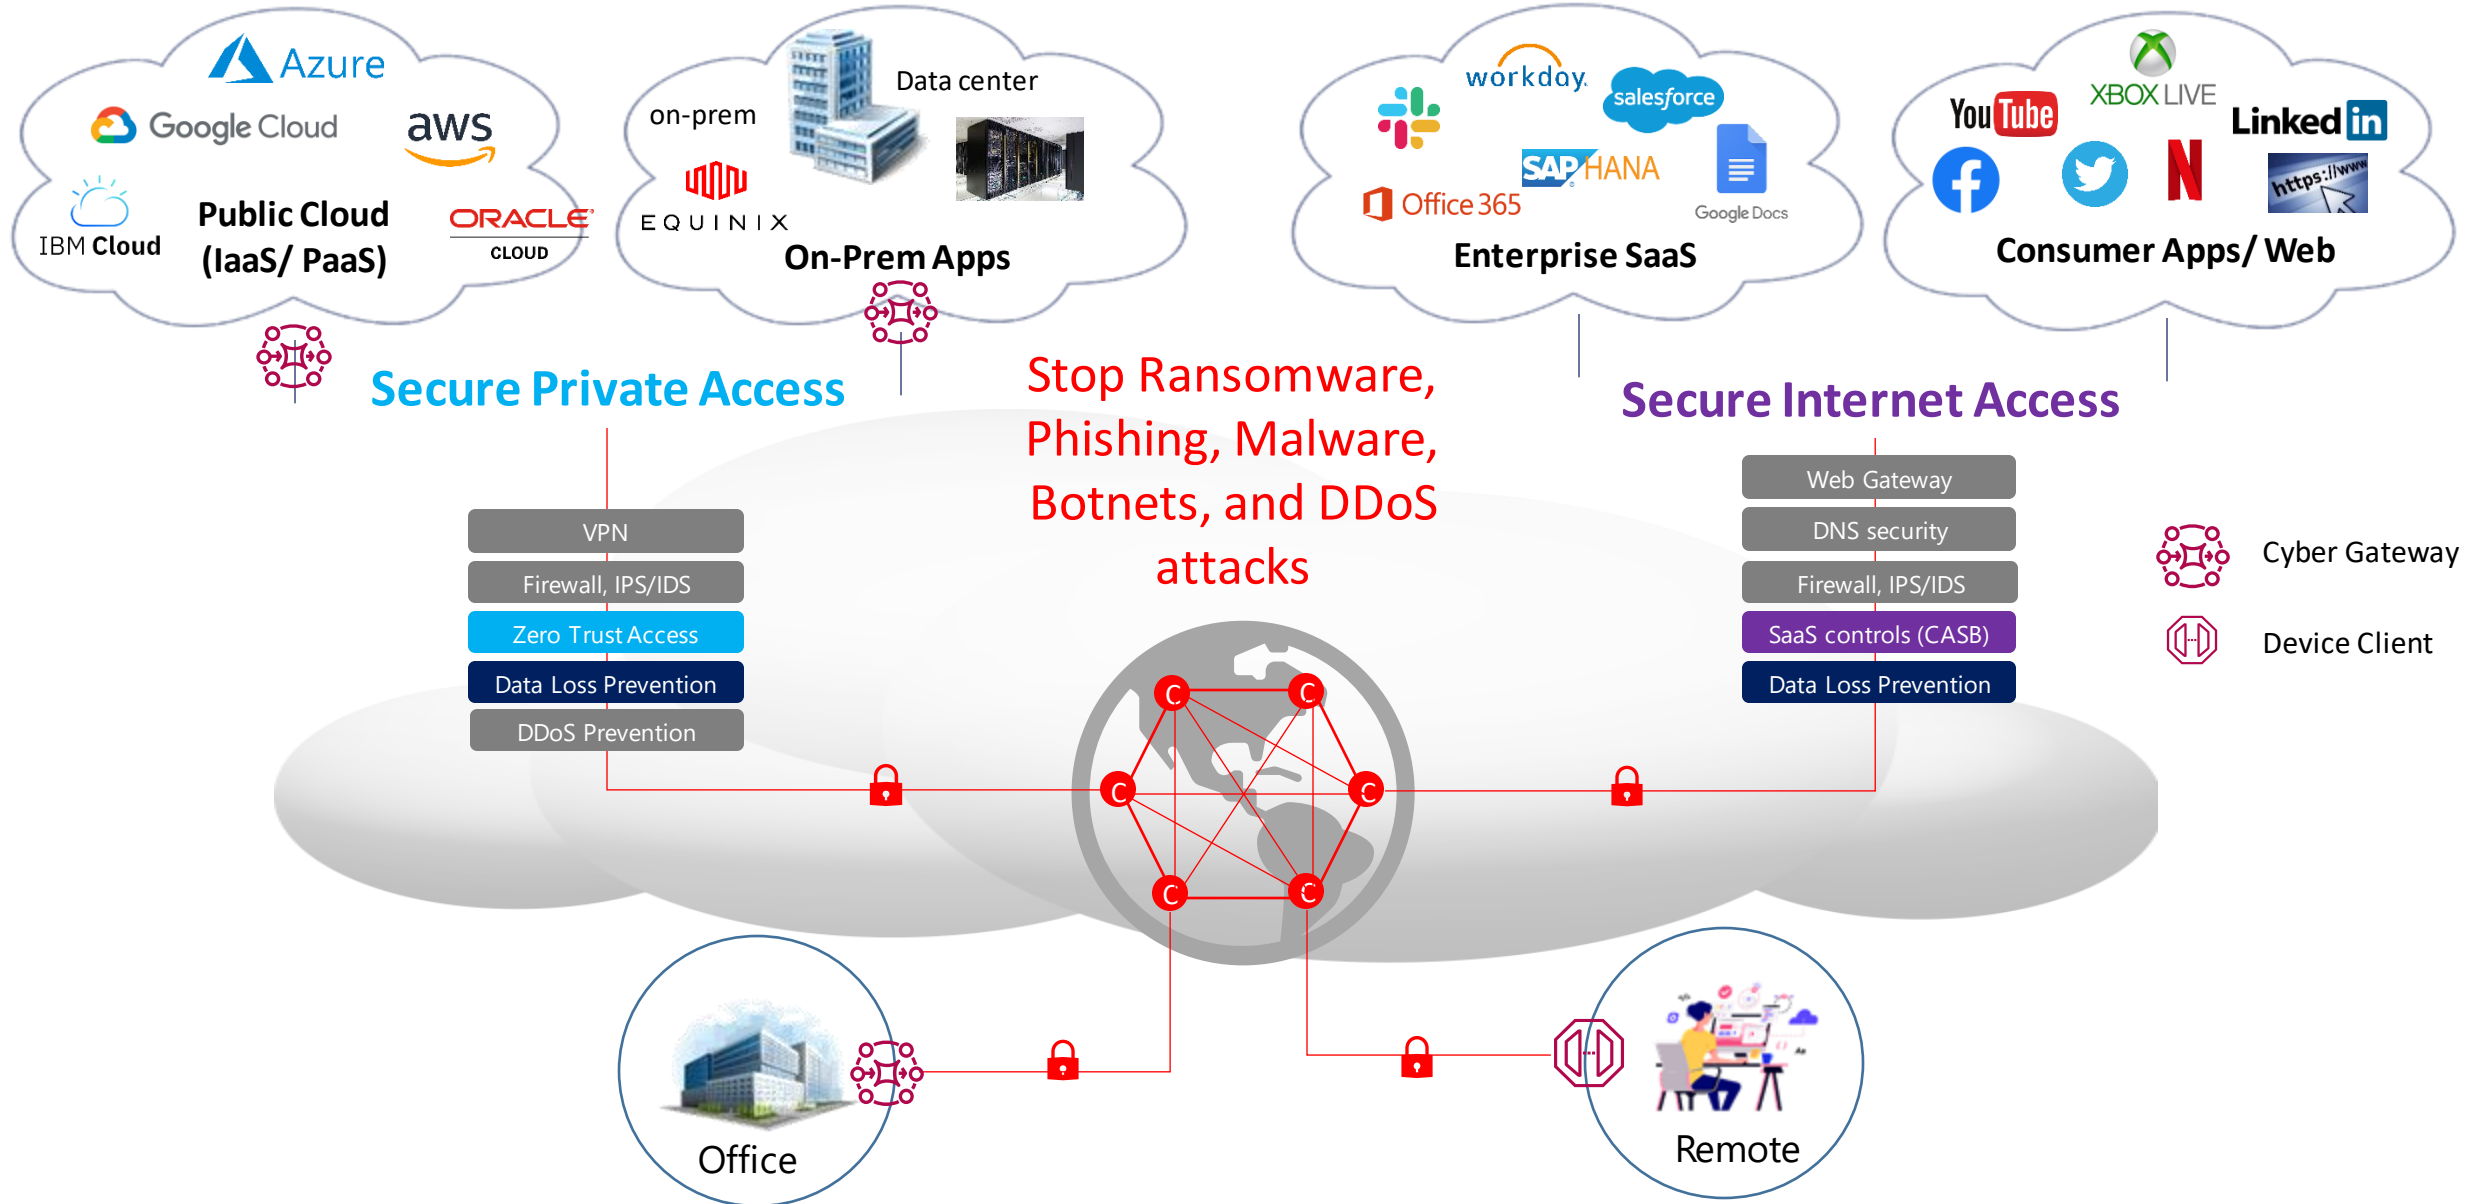 Azure
Google Cloud
aws
IBM Cloud
Public Cloud
(IaaS/ PaaS)
ORACLE
CLOUD
on-prem
Data center
EQUINIX
On-Prem Apps
workday.
salesforce
SAP HANA
Office 365
Google Docs
Enterprise SaaS
XBOX LIVE
YouTube
Linked in
f
N
https://www
Consumer Apps/ Web
Secure Private Access
Stop Ransomware,
Phishing, Malware,
Botnets, and DDoS
attacks
Secure Internet Access
VPN
Firewall, IPS/IDS
Zero Trust Access
Data Loss Prevention
DDoS Prevention
Web Gateway
DNS security
Firewall, IPS/IDS
SaaS controls (CASB)
Data Loss Prevention
Cyber Gateway
Device Client
C
C
C
C
C
C
Office
Remote